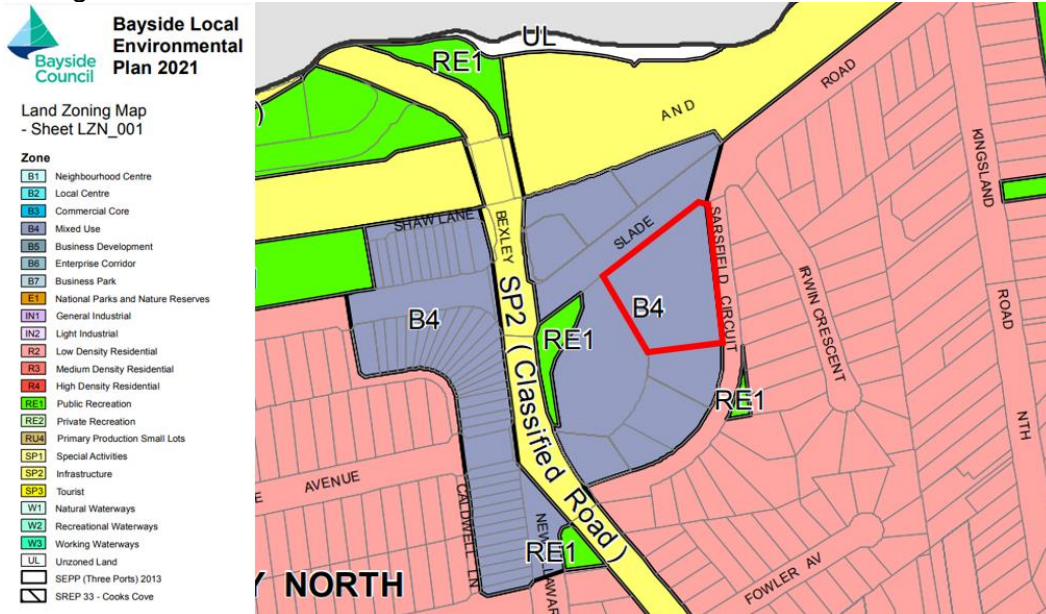 Bayside
Council
Bayside Local
Environmental
Plan 2021
Land Zoning Map
- Sheet LZN_001
Zone
B1 Neighbourhood Centre
B2 Local Centre
B3 Commercial Core
B4 Mixed Use
B5 Business Development
B6 Enterprise Corridor
B7 Business Park
E1 National Parks and Nature Reserves
IN1 General Industrial
IN2 Light Industrial
R2 Low Density Residential
R3 Medium Density Residential
R4 High Density Residential
RE1 Public Recreation
RE2 Private Recreation
RU4 Primary Production Small Lots
SP1 Special Activities
SP2 Infrastructure
SP3 Tourist
W1 Natural Waterways
W2 Recreational Waterways
W3 Working Waterways
UL Unzoned Land
SEPP (Three Ports) 2013
SREP 33 - Cooks Cove
UL
RE1
AND
ROAD
KINGSLAND
ROAD
NTH
SHAW LANE
BEXLEY
SLADE
SARSFIELD CIRCUIT
IRWIN CRESCENT
B4
B4
SP2 (Classified Road)
RE1
RE1
AVENUE
CALDWELL LN
RE1
FOWLER AV
NORTH